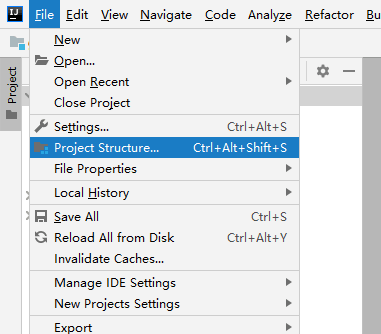 IJ File Edit View Navigate Code Analyze Refactor Bu
Project
New
Open...
Open Recent
Close Project
Settings... Ctrl+Alt+S
Project Structure... Ctrl+Alt+Shift+S
File Properties
Local History
Save All Ctrl+S
Reload All from Disk Ctrl+Alt+Y
Invalidate Caches...
Manage IDE Settings
New Projects Settings
Export